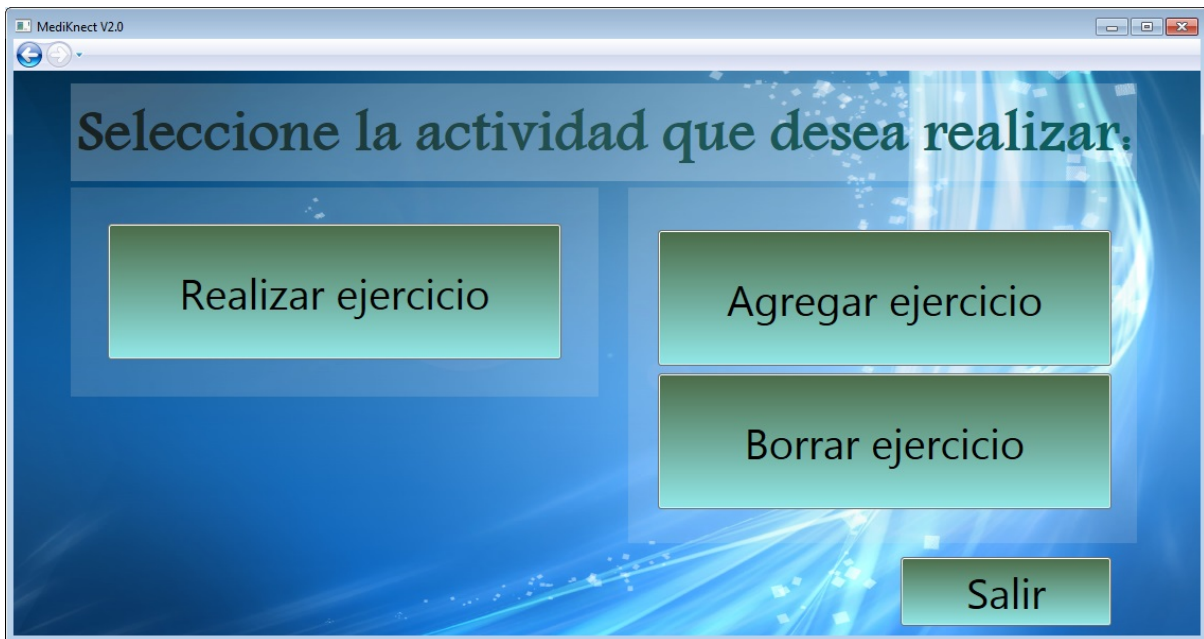 MediKnect V2.0
Seleccione la actividad que desea realizar:
Realizar ejercicio
Agregar ejercicio
Borrar ejercicio
Salir